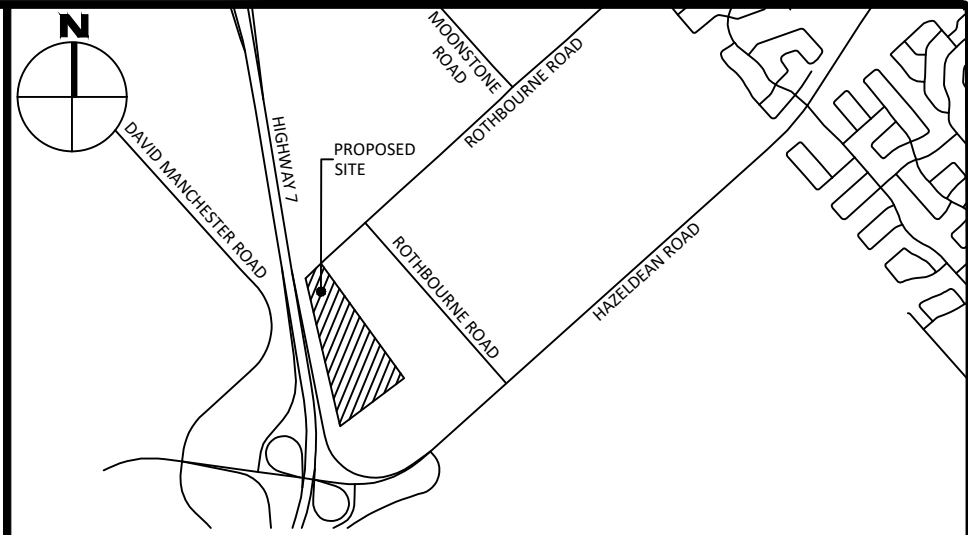 N
MOONSTONE
ROAD
ROTHBOURNE ROAD
DAVID MANCHESTER ROAD
HIGHWAY 7
PROPOSED
SITE
ROTHBOURNE ROAD
HAZELDEAN ROAD